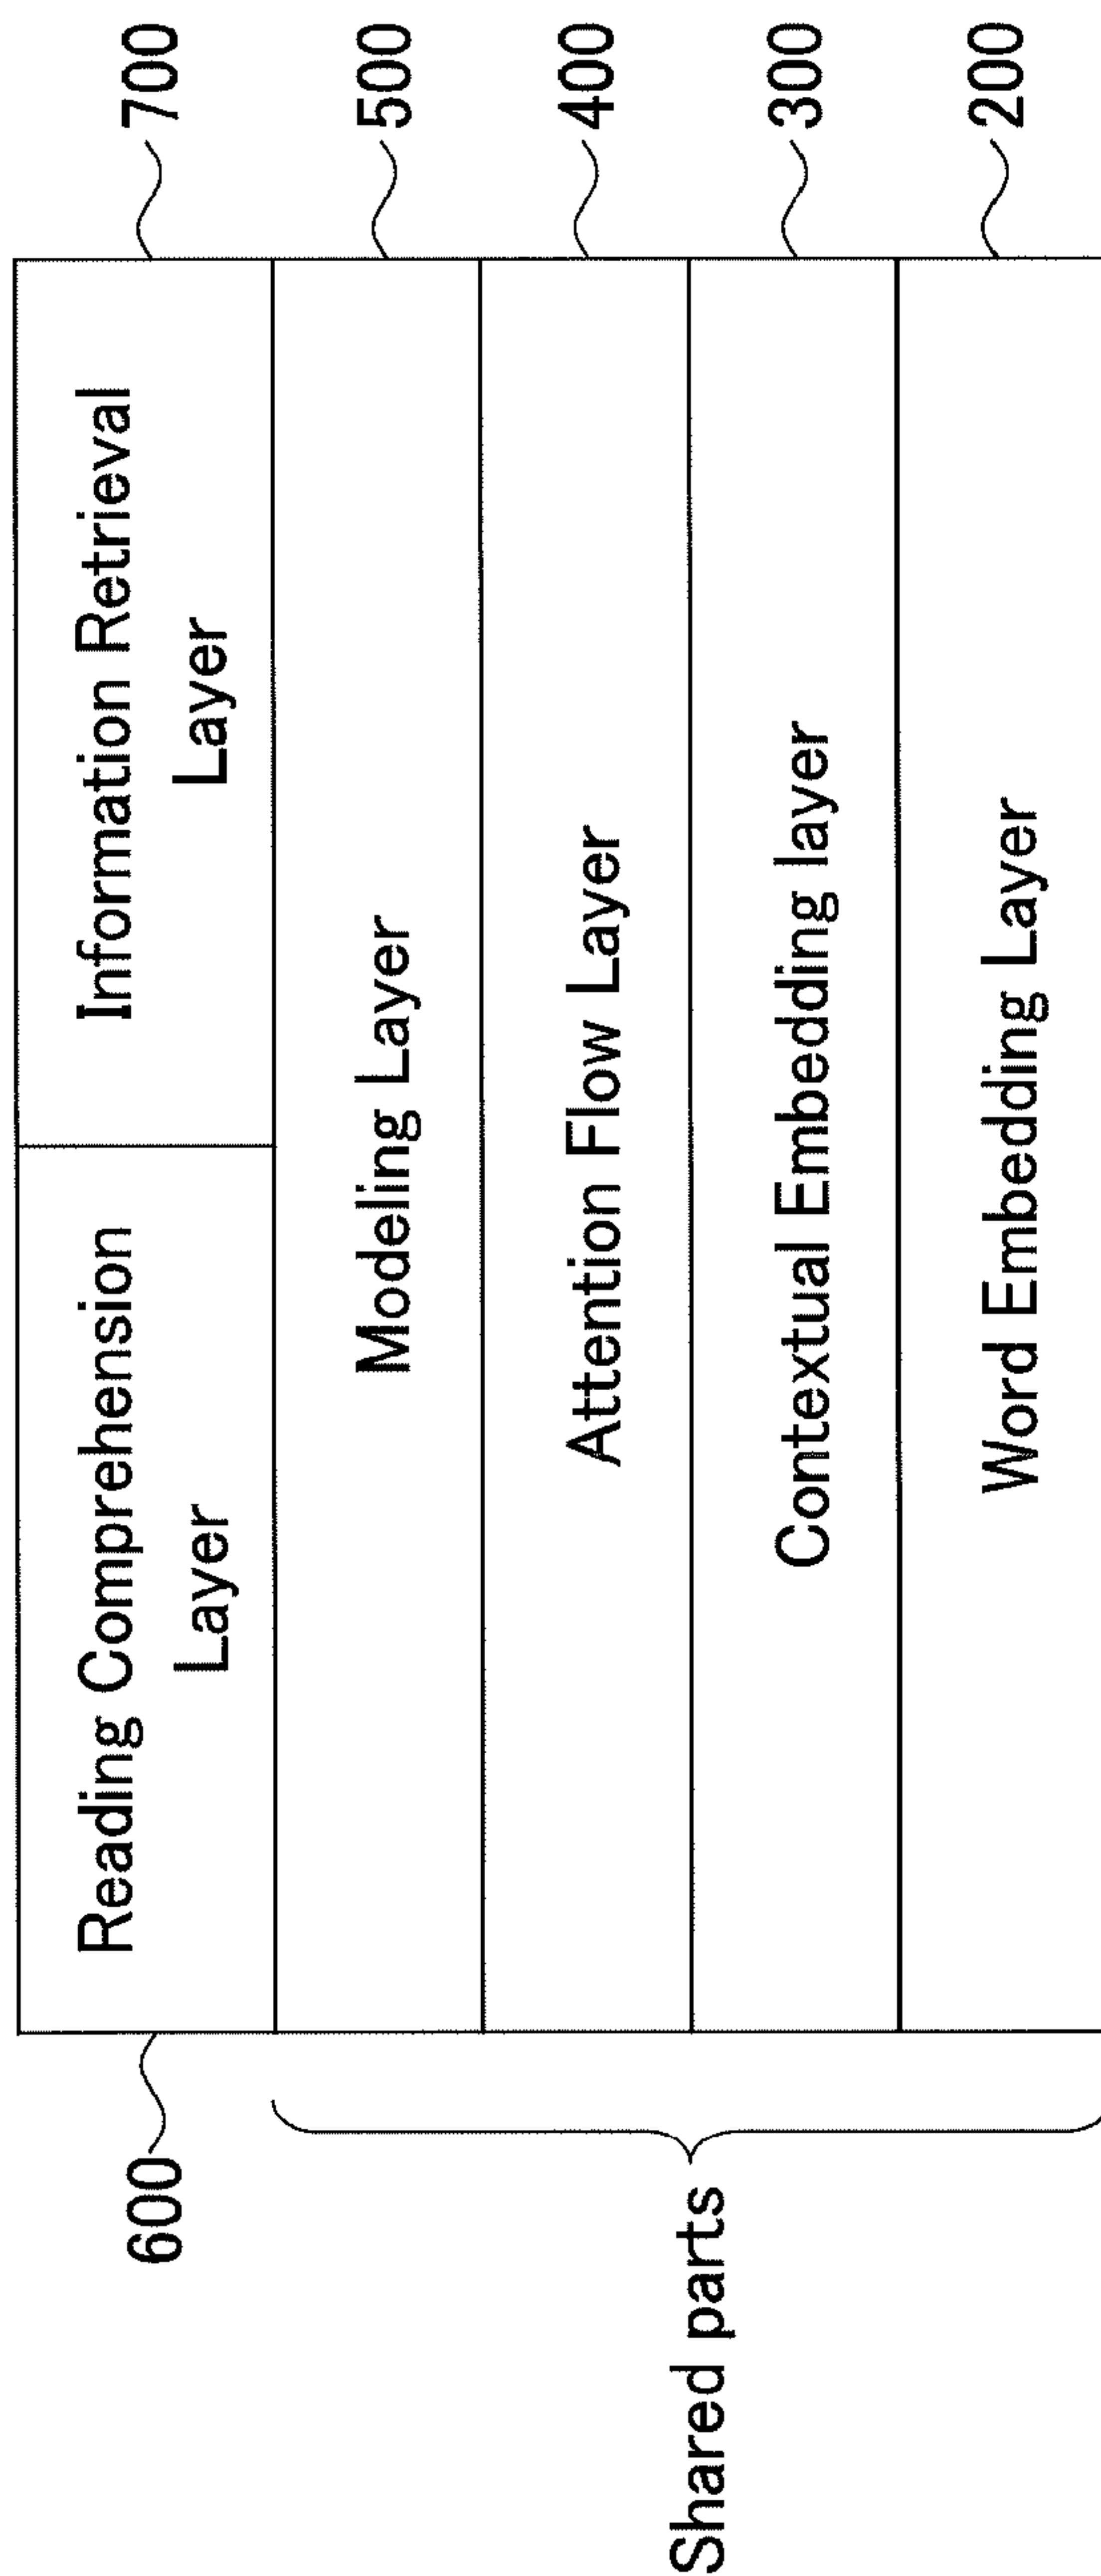 600
Reading Comprehension
Layer
Information Retrieval
Layer
700
Modeling Layer
500
Attention Flow Layer
400
Contextual Embedding layer
300
Word Embedding Layer
200
Shared parts